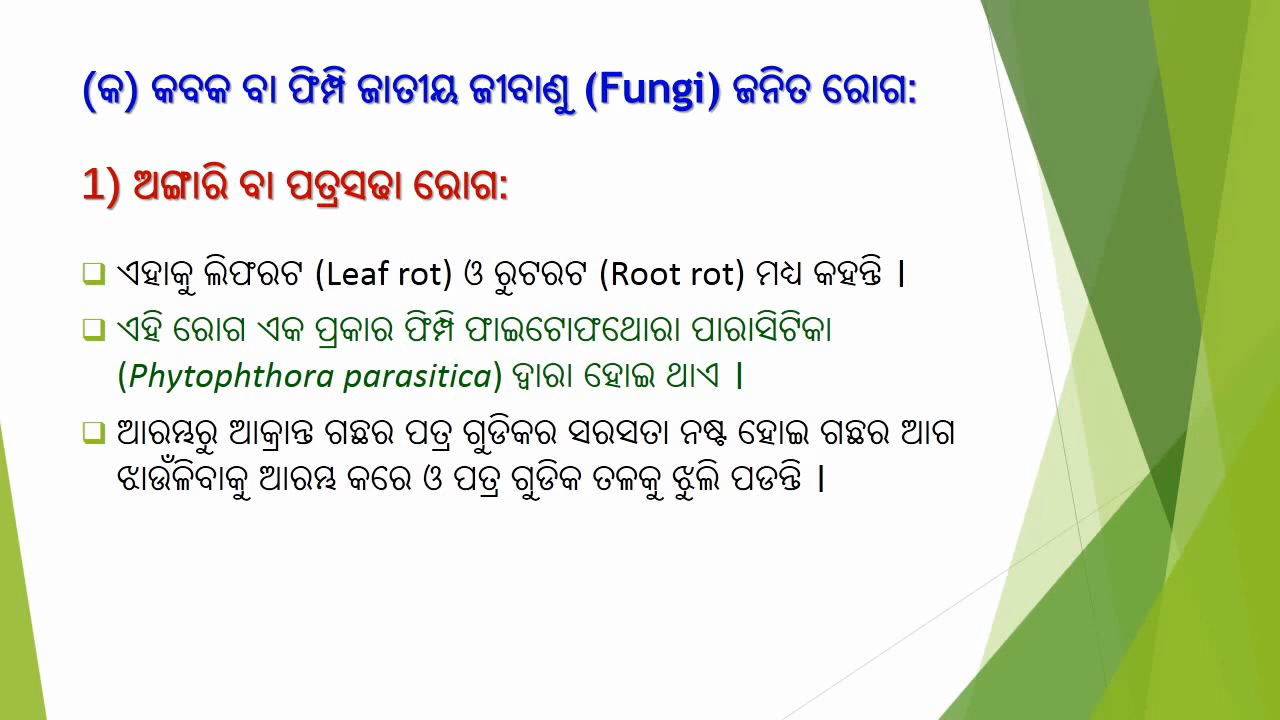 (କ) କବକ ବା ଫିମ୍ପି ଜାତୀୟ ଜୀବାଣୁ (Fungi) ଜନିତ ରୋଗ:
1) ଅଙ୍ଗାରି ବା ପତ୍ରସଢା ରୋଗ:
ଏହାକୁ ଲିଫରଟ (Leaf rot) ଓ ରୁଟରଟ (Root rot) ମଧ୍ୟ କହନ୍ତି |
ଏହି ରୋଗ ଏକ ପ୍ରକାର ଫିମ୍ପି ଫାଇଟୋଫଥୋରା ପାରାସିଟିକା
(Phytophthora parasitica) ଦ୍ୱାରା ହୋଇ ଥାଏ |
ଆରମ୍ଭରୁ ଆକ୍ରାନ୍ତ ଗଛର ପତ୍ର ଗୁଡିକର ସରସତା ନଷ୍ଟ ହୋଇ ଗଛର ଆଗ
ଝାଉଁଳିବାକୁ ଆରମ୍ଭ କରେ ଓ ପତ୍ର ଗୁଡିକ ତଳକୁ ଝୁଲି ପଡନ୍ତି |